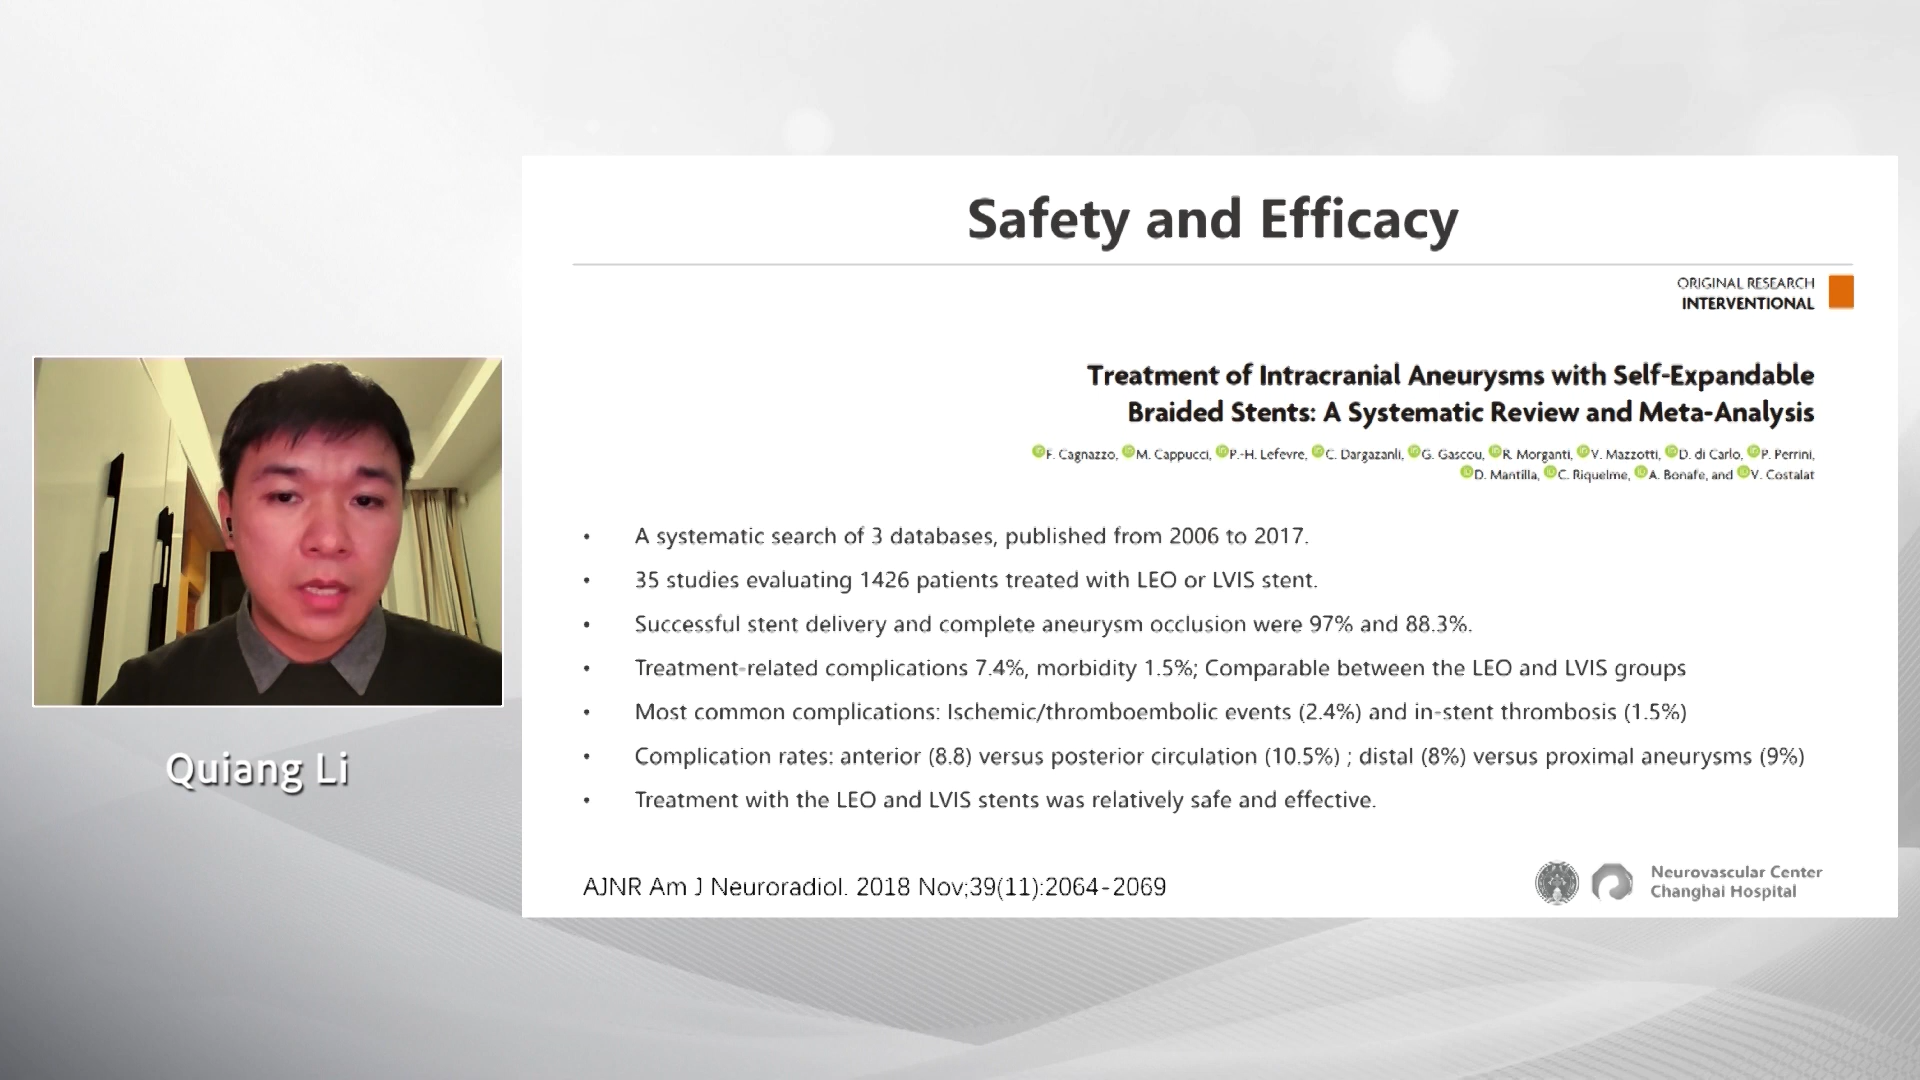 Safety and Efficacy
ORIGINAL RESEARCH
INTERVENTIONAL
Treatment of Intracranial Aneurysms with Self-Expandable
Braided Stents: A Systematic Review and Meta-Analysis
F. Cagnazzo, M. Cappucci, P.-H. Lefevre, C. Dargazanli, G. Gascou, R. Morganti, V. Mazzotti, D. di Carlo, P. Perrini,
D. Mantilla, C. Riquelme, A. Bonafe, and V. Costalat
• A systematic search of 3 databases, published from 2006 to 2017.
• 35 studies evaluating 1426 patients treated with LEO or LVIS stent.
• Successful stent delivery and complete aneurysm occlusion were 97% and 88.3%.
• Treatment-related complications 7.4%, morbidity 1.5%; Comparable between the LEO and LVIS groups
• Most common complications: Ischemic/thromboembolic events (2.4%) and in-stent thrombosis (1.5%)
• Complication rates: anterior (8.8) versus posterior circulation (10.5%) ; distal (8%) versus proximal aneurysms (9%)
• Treatment with the LEO and LVIS stents was relatively safe and effective.
AJNR Am J Neuroradiol. 2018 Nov;39(11):2064-2069
Neurovascular Center
Changhai Hospital
Quiang Li